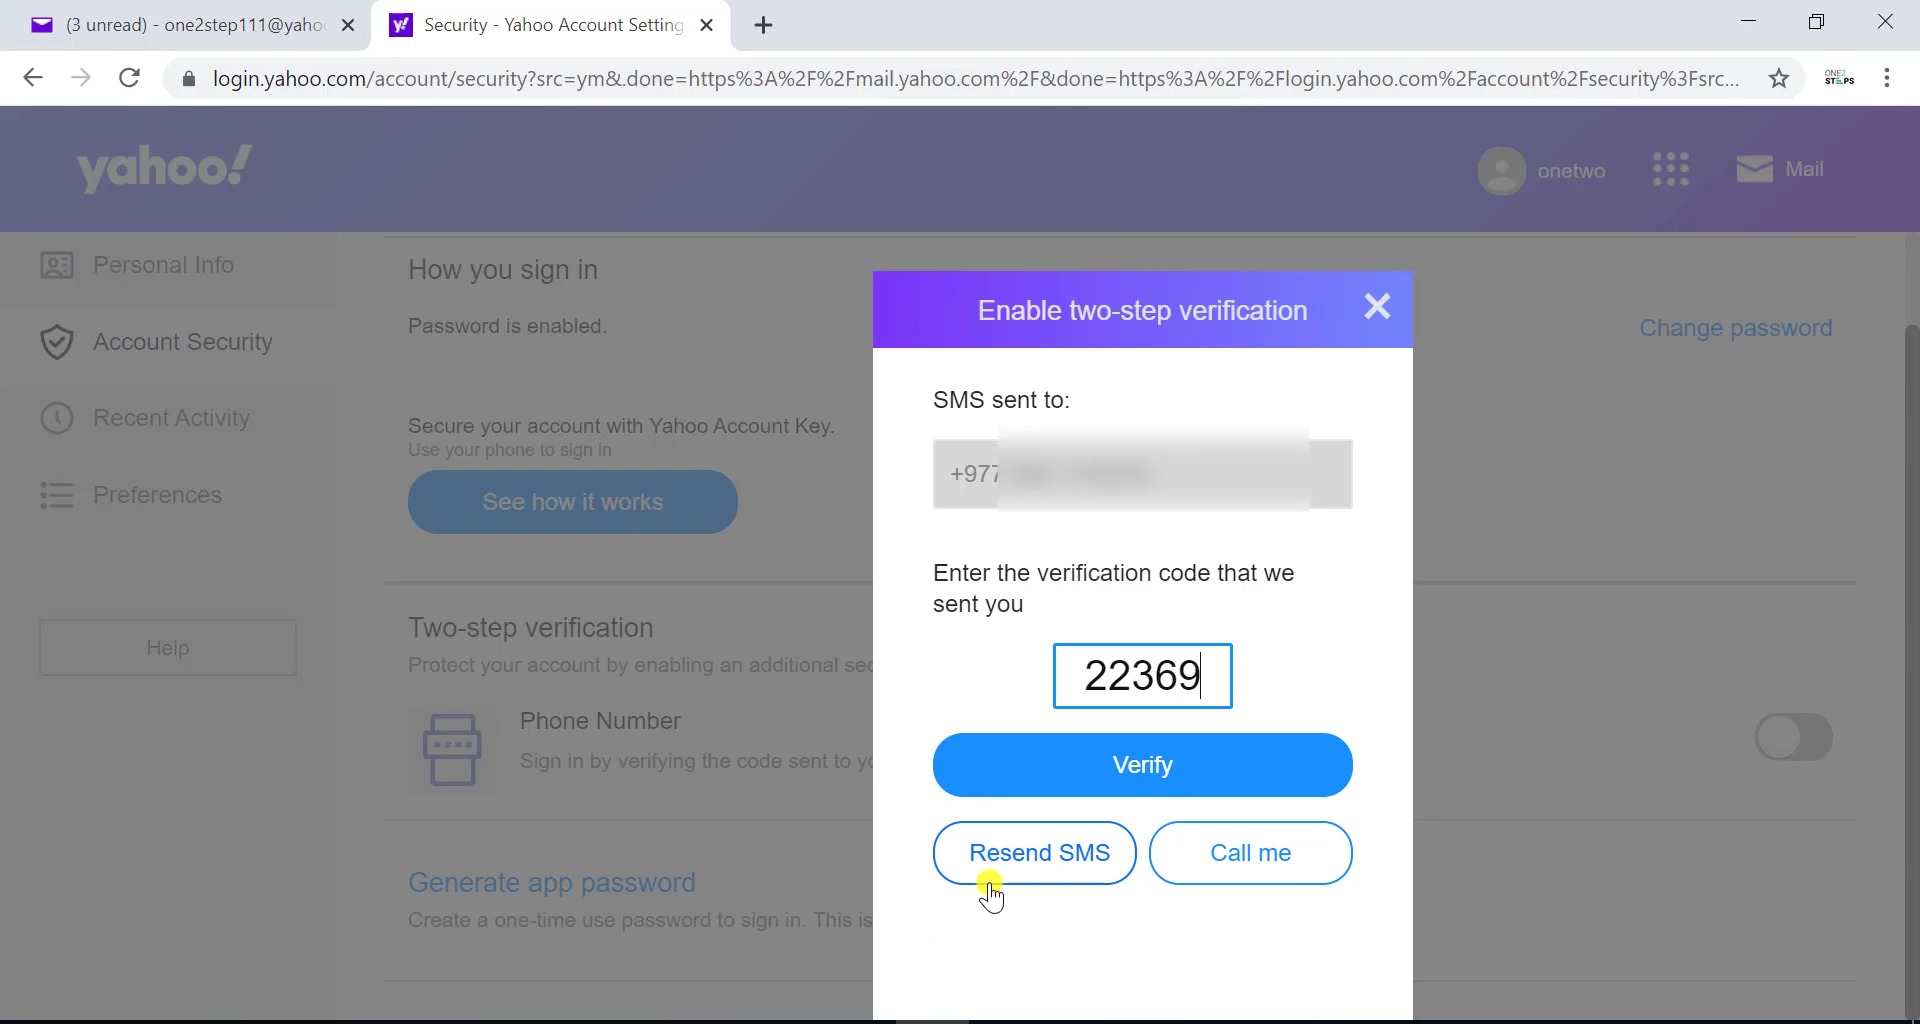 (3 unread) - one2step111@yaho
Security - Yahoo Account Setting
login.yahoo.com/account/security?src=ym&.done=https%3A%2F%2Fmail.yahoo.com%2F&done=https%3A%2F%2Flogin.yahoo.com%2Faccount%2Fsecurity%3Fsrc...
ONE2
STEPS
yahoo!
onetwo
Mail
Personal Info
Account Security
Recent Activity
Preferences
Help
How you sign in
Password is enabled.
Change password
Secure your account with Yahoo Account Key.
Use your phone to sign in
See how it works
Two-step verification
Protect your account by enabling an additional sec
Phone Number
Sign in by verifying the code sent to yo
****
Generate app password
Create a one-time use password to sign in. This is
Enable two-step verification
SMS sent to:
+977
Enter the verification code that we
sent you
22369
Verify
Resend SMS
Call me